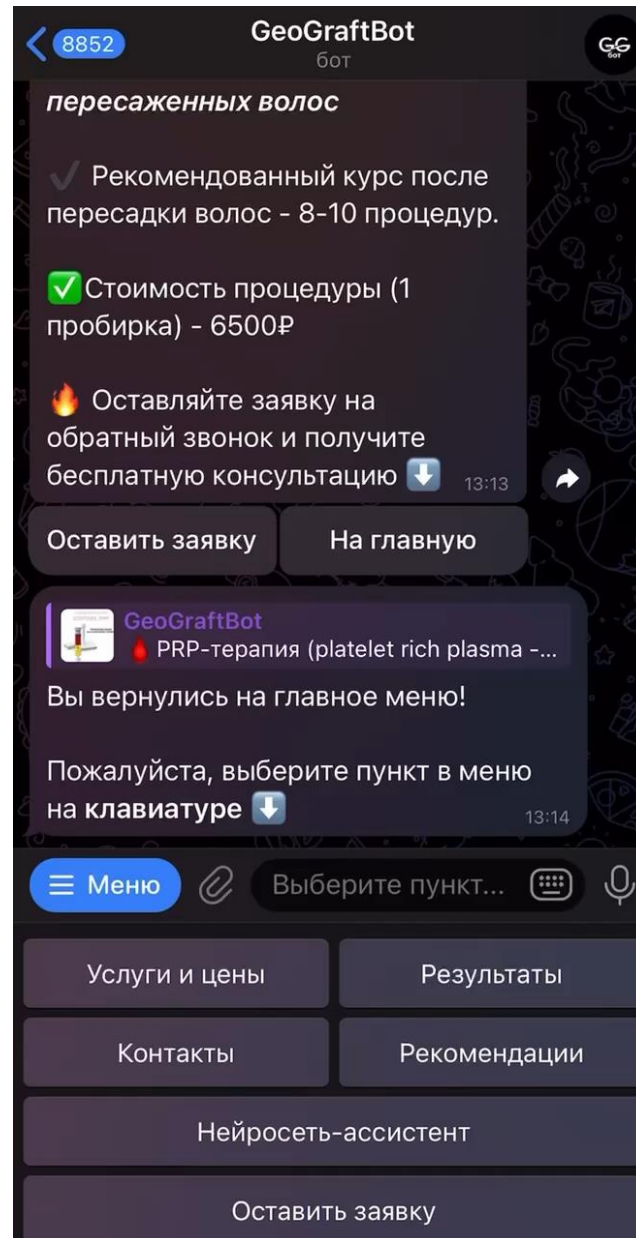 8852
GeoGraftBot
бот
GG
бот
пересаженных волос
✔️ Рекомендованный курс после
пересадки волос - 8-10 процедур.
✅Стоимость процедуры (1
пробирка) - 6500₽
🔥 Оставляйте заявку на
обратный звонок и получите
бесплатную консультацию ⬇️ 13:13
Оставить заявку
На главную
GeoGraftBot
🩸 PRP-терапия (platelet rich plasma -...
Вы вернулись на главное меню!
Пожалуйста, выберите пункт в меню
на клавиатуре ⬇️ 13:14
Меню
Выберите пункт...
Услуги и цены
Результаты
Контакты
Рекомендации
Нейросеть-ассистент
Оставить заявку